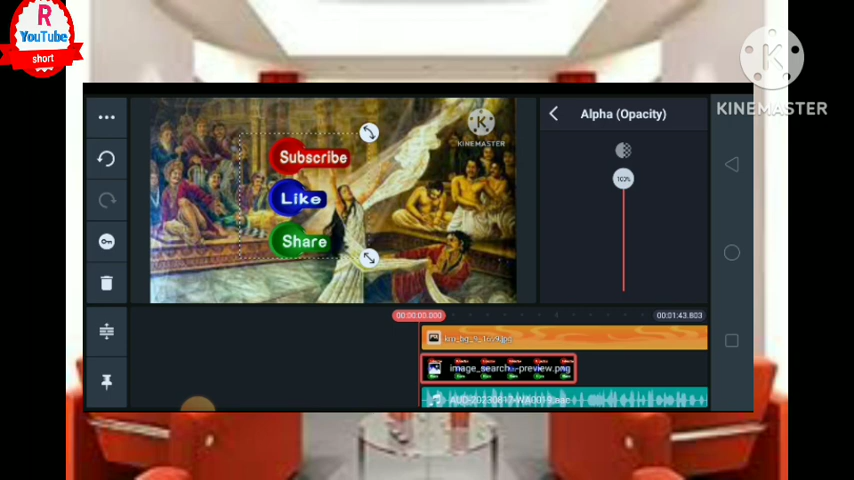 R
YouTube
short
KINEMASTER
KINEMASTER
Alpha (Opacity)
100%
Subscribe
Like
Share
00:00:00.000
00:01:43.803
image_search
-preview.png